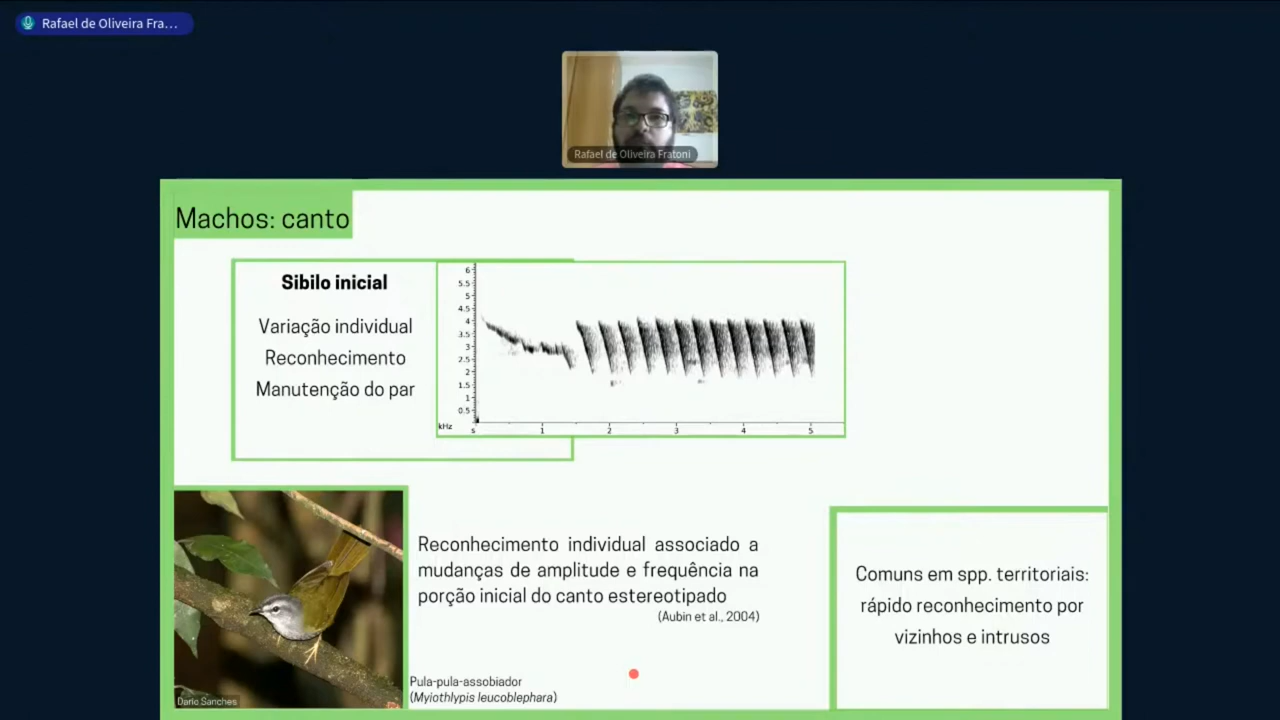 Rafael de Oliveira Fra...
Rafael de Oliveira Fratoni
Machos: canto
Sibilo inicial
Variação individual
Reconhecimento
Manutenção do par
6
5.5
5
4.5
4
3.5
3
2.5
2
1.5
1
0.5
kHz
s 1 2 3 4 5
Reconhecimento individual associado a
mudanças de amplitude e frequência na
porção inicial do canto estereotipado
(Aubin et al., 2004)
Comuns em spp. territoriais:
rápido reconhecimento por
vizinhos e intrusos
Pula-pula-assobiador
(Myiothlypis leucoblephara)
Dario Sanches